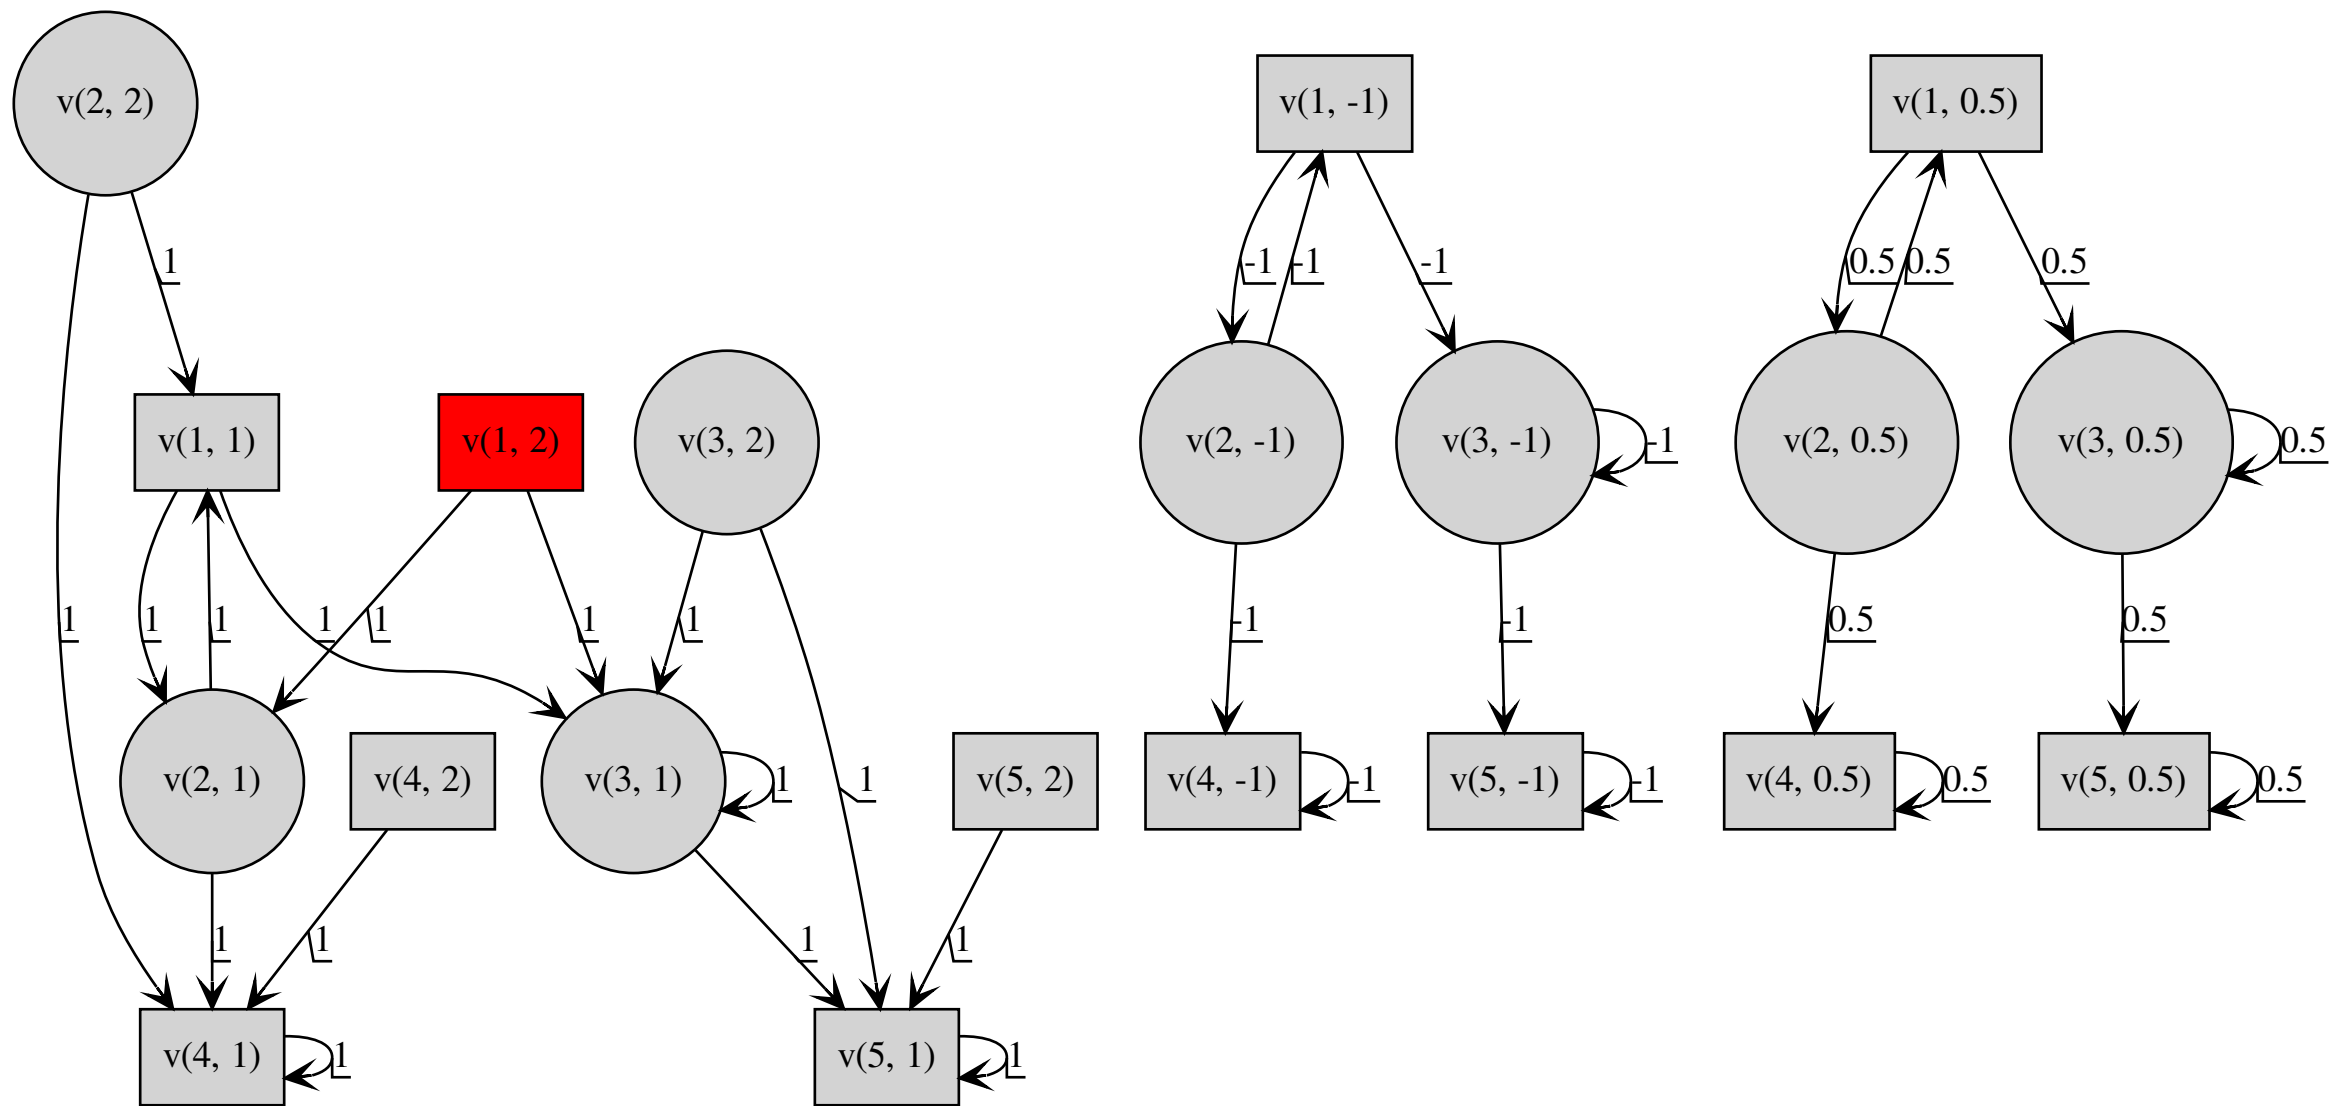 v(2, 2)
v(1, -1)
v(1, 0.5)
1
-1
-1
-1
0.5
0.5
0.5
v(1, 1)
v(1, 2)
v(3, 2)
v(2, -1)
v(3, -1)
-1
v(2, 0.5)
v(3, 0.5)
0.5
1
1
1
1
1
1
1
-1
-1
0.5
0.5
v(2, 1)
v(4, 2)
v(3, 1)
1
1
v(5, 2)
v(4, -1)
-1
v(5, -1)
-1
v(4, 0.5)
0.5
v(5, 0.5)
0.5
1
1
1
1
v(4, 1)
1
v(5, 1)
1